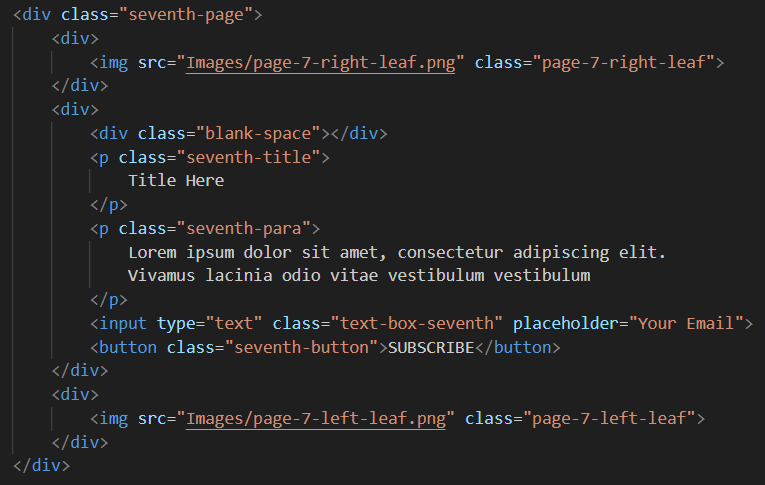 <div class="seventh-page">
    <div>
        <img src="Images/page-7-right-leaf.png" class="page-7-right-leaf">
    </div>
    <div>
        <div class="blank-space"></div>
        <p class="seventh-title">
            Title Here
        </p>
        <p class="seventh-para">
            Lorem ipsum dolor sit amet, consectetur adipiscing elit.
            Vivamus lacinia odio vitae vestibulum vestibulum
        </p>
        <input type="text" class="text-box-seventh" placeholder="Your Email">
        <button class="seventh-button">SUBSCRIBE</button>
    </div>
    <div>
        <img src="Images/page-7-left-leaf.png" class="page-7-left-leaf">
    </div>
</div>